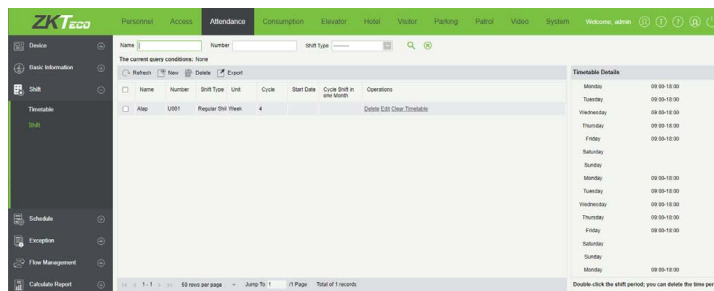 ZKTeco
Personnel Access Attendance Consumption Elevator Hotel Visitor Parking Patrol Video System Welcome, admin
Device
Basic Information
Shift
Timetable
Shift
Schedule
Exception
Flow Management
Calculate Report
Name Number Shift Type ---------
The current query conditions: None
Refresh New Delete Export
Name Number Shift Type Unit Cycle Start Date Cycle Shift in one Month Operations
Atap U001 Regular Shif Week 4 Delete Edit Clear Timetable
1-1 50 rows per page Jump To 1 /1 Page Total of 1 records
Timetable Details
Monday 09:00-18:00
Tuesday 09:00-18:00
Wednesday 09:00-18:00
Thursday 09:00-18:00
Friday 09:00-18:00
Saturday
Sunday
Monday 09:00-18:00
Tuesday 09:00-18:00
Wednesday 09:00-18:00
Thursday 09:00-18:00
Friday 09:00-18:00
Saturday
Sunday
Monday 09:00-18:00
Double-click the shift period; you can delete the time per